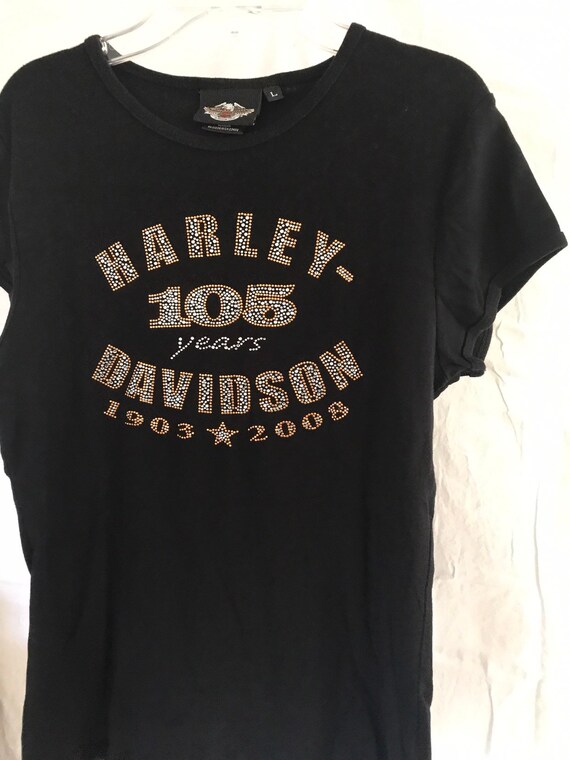 L
HARLEY-
105
years
DAVIDSON
1903 ★ 2008